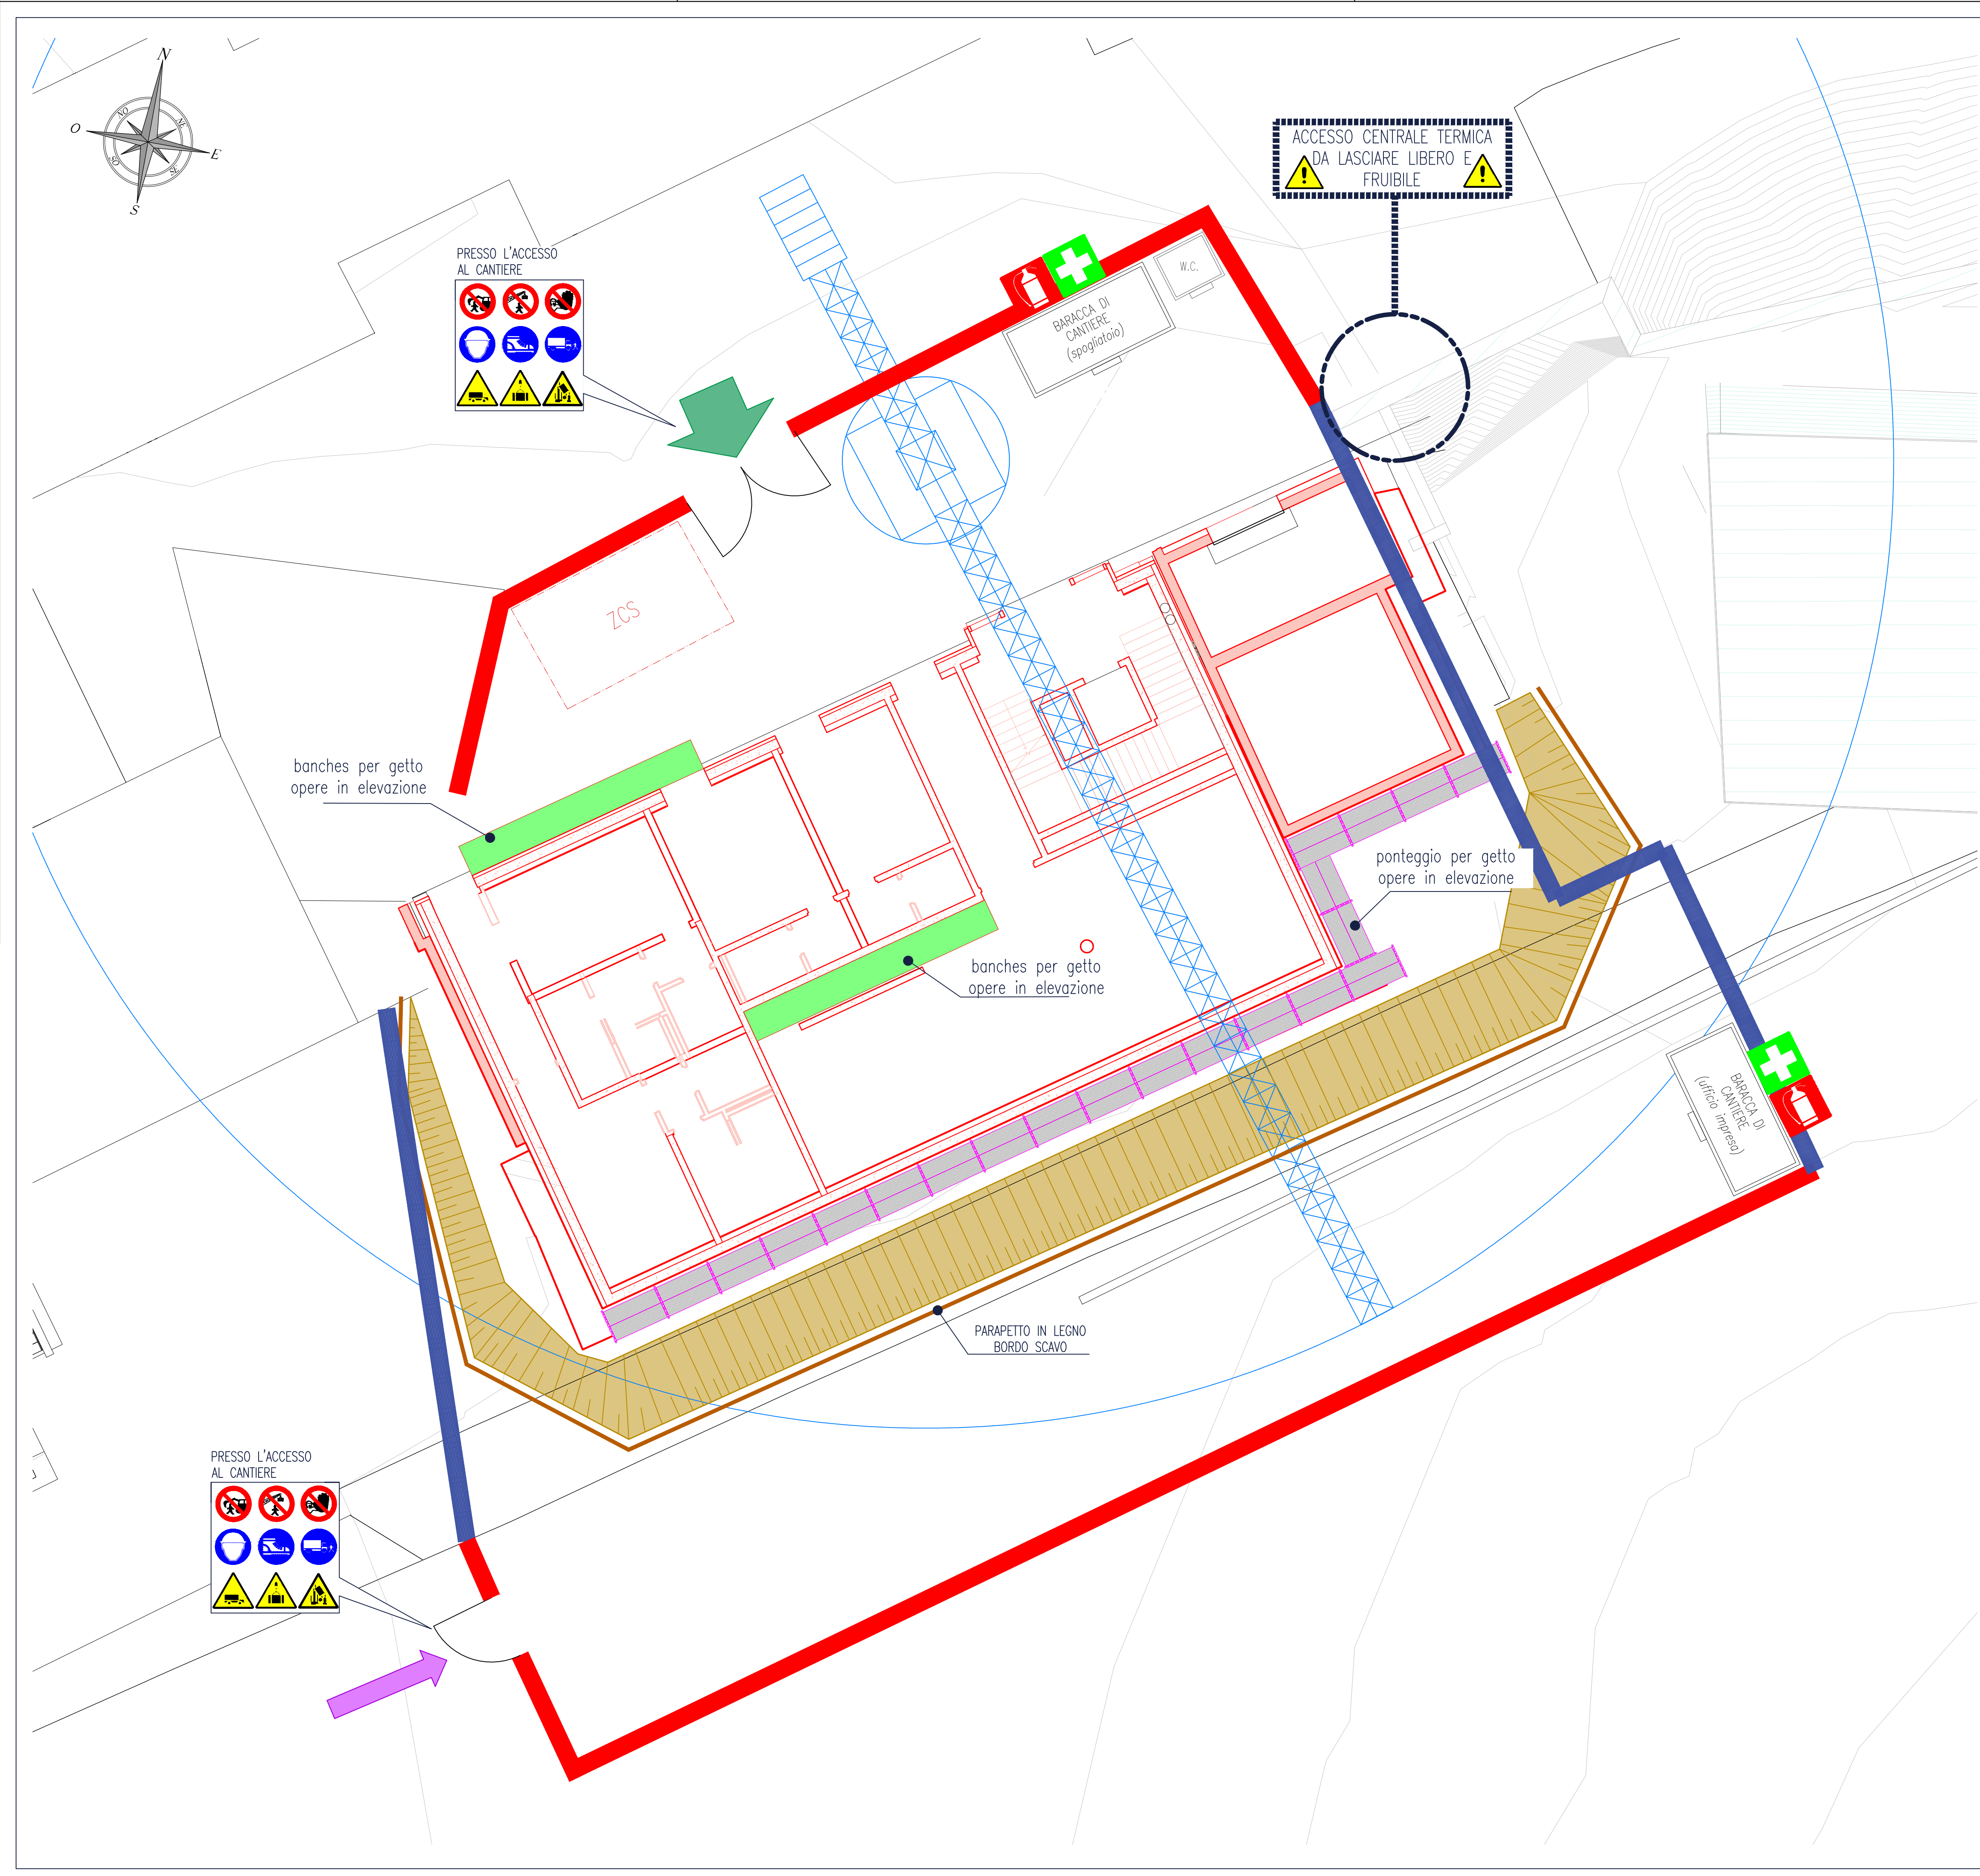 N
NO
NE
O
E
SO
SE
S
ACCESSO CENTRALE TERMICA
DA LASCIARE LIBERO E
FRUIBILE
PRESSO L'ACCESSO
AL CANTIERE
W.C.
BARACCA DI
CANTIERE
(spogliatoio)
ZCS
banches per getto
opere in elevazione
ponteggio per getto
opere in elevazione
banches per getto
opere in elevazione
BARACCA DI
CANTIERE
(ufficio impresa)
PARAPETTO IN LEGNO
BORDO SCAVO
PRESSO L'ACCESSO
AL CANTIERE